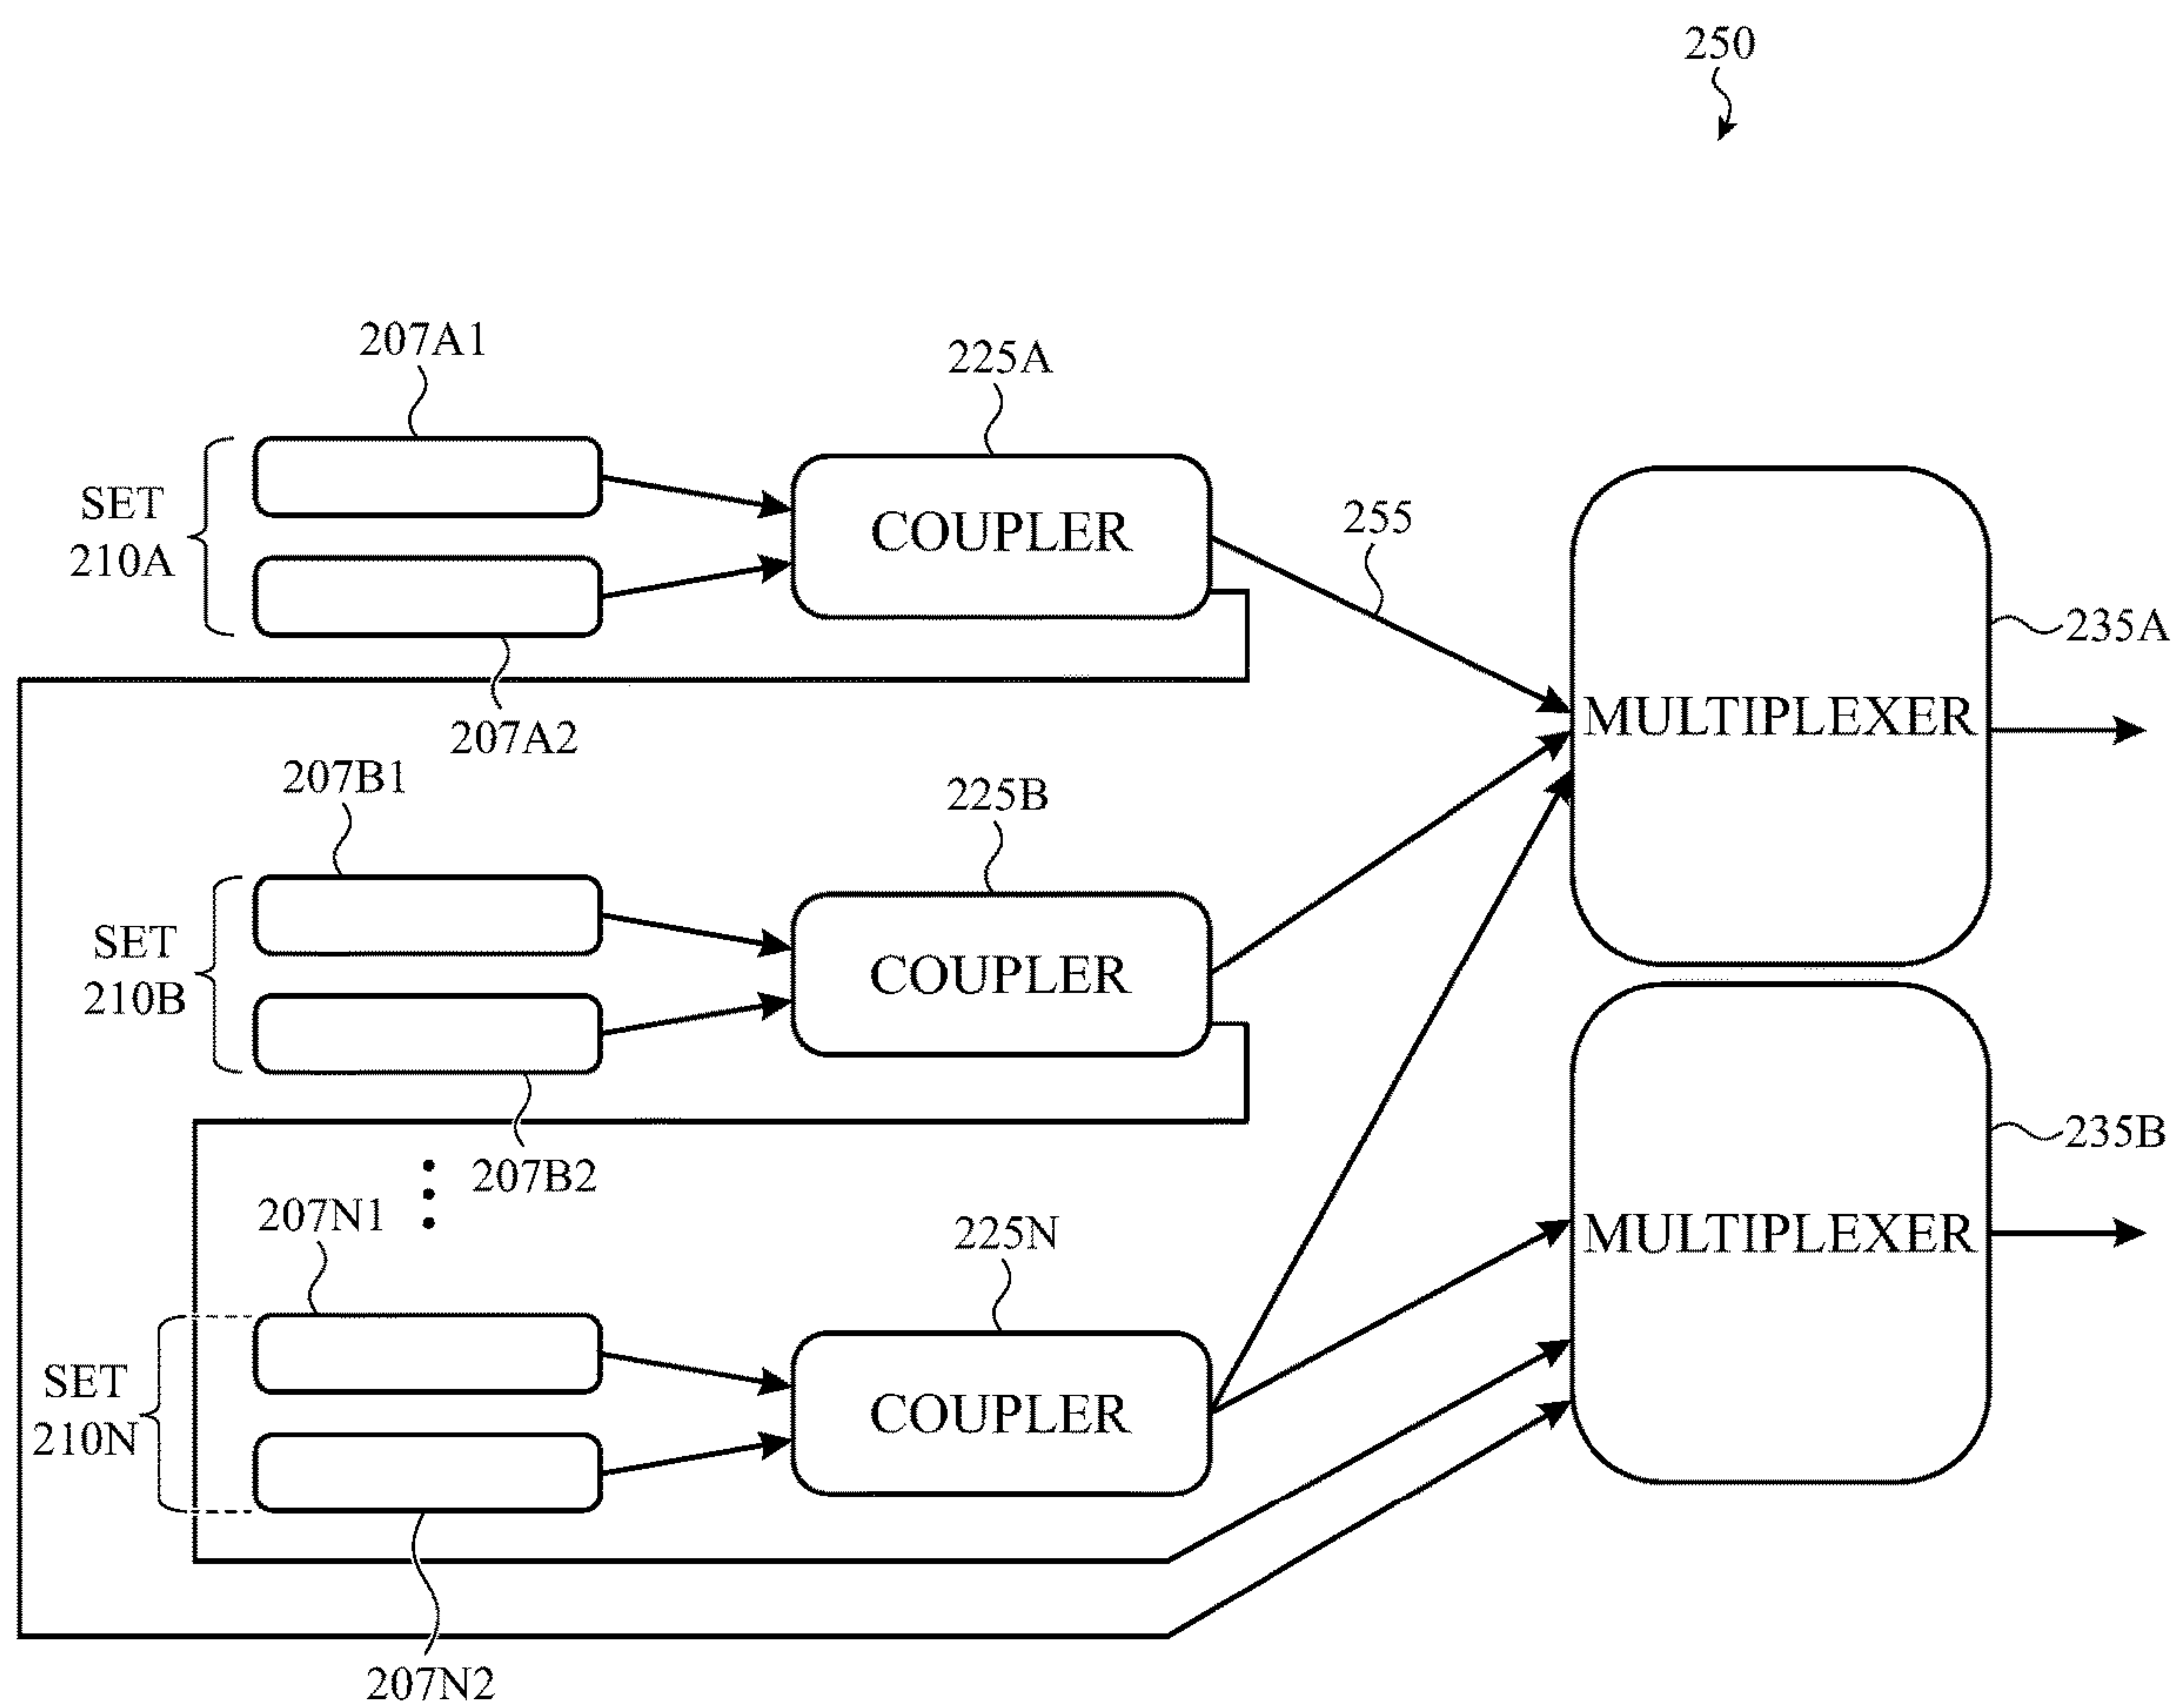 250
207A1
225A
SET
210A
COUPLER
255
235A
MULTIPLEXER
207A2
207B1
225B
SET
210B
COUPLER
235B
207B2
207N1
225N
MULTIPLEXER
SET
210N
COUPLER
207N2